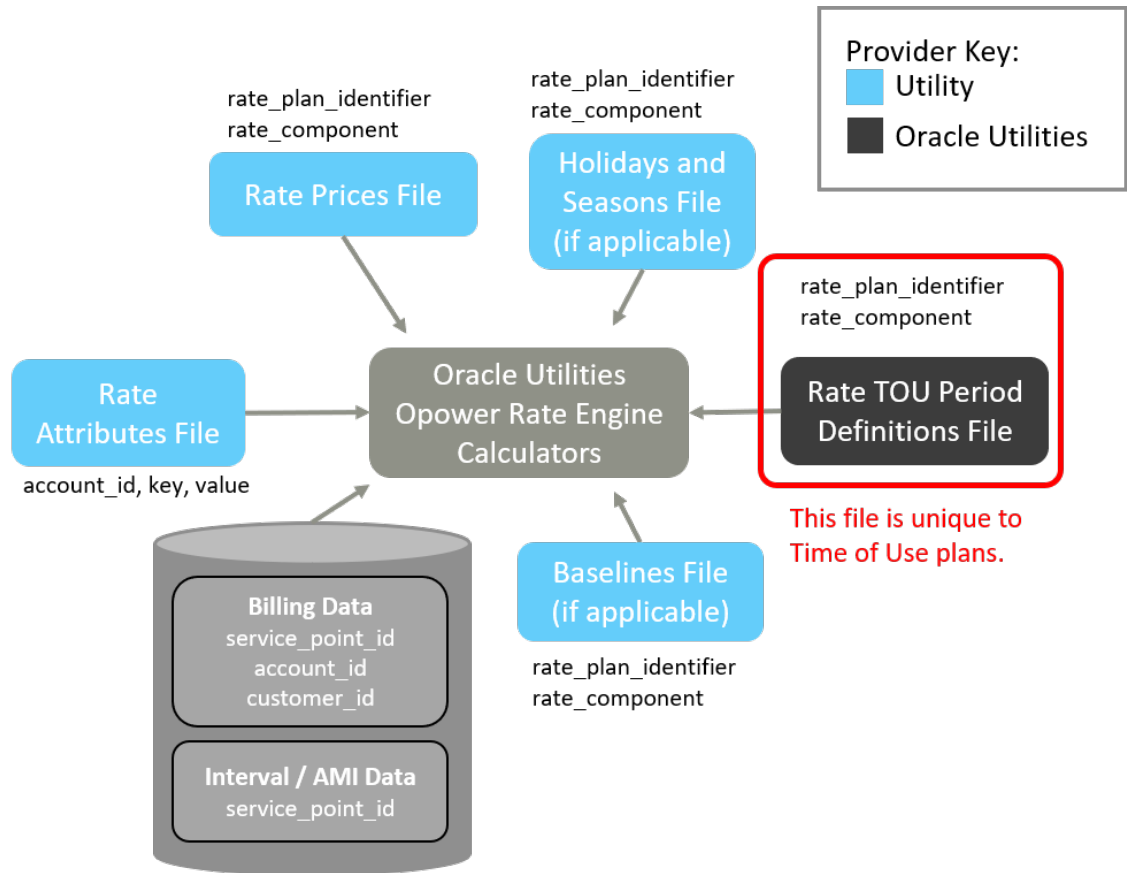 Provider Key:
Utility
Oracle Utilities
rate_plan_identifier
rate_component
Rate Prices File
rate_plan_identifier
rate_component
Holidays and
Seasons File
(if applicable)
rate_plan_identifier
rate_component
Rate TOU Period
Definitions File
This file is unique to
Time of Use plans.
Oracle Utilities
Opower Rate Engine
Calculators
Rate
Attributes File
account_id, key, value
Baselines File
(if applicable)
rate_plan_identifier
rate_component
Billing Data
service_point_id
account_id
customer_id
Interval / AMI Data
service_point_id